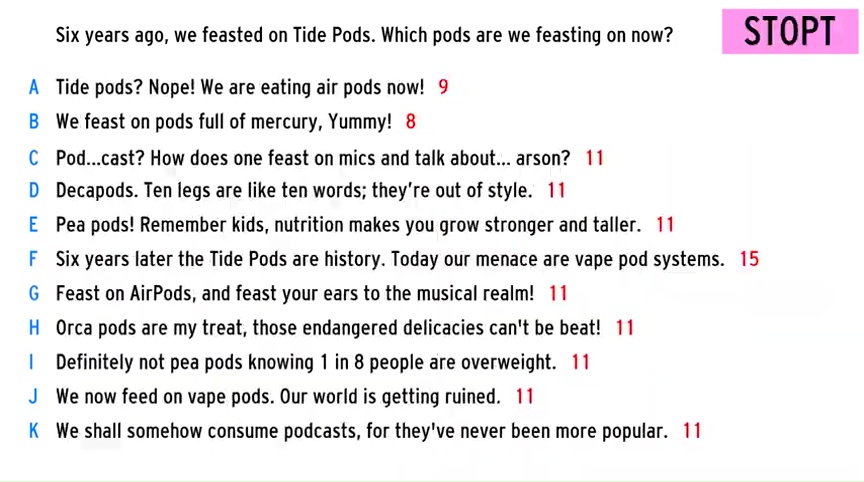 Six years ago, we feasted on Tide Pods. Which pods are we feasting on now?
STOPT
A Tide pods? Nope! We are eating air pods now! 9
B We feast on pods full of mercury, Yummy! 8
C Pod...cast? How does one feast on mics and talk about... arson? 11
D Decapods. Ten legs are like ten words; they're out of style. 11
E Pea pods! Remember kids, nutrition makes you grow stronger and taller. 11
F Six years later the Tide Pods are history. Today our menace are vape pod systems. 15
G Feast on AirPods, and feast your ears to the musical realm! 11
H Orca pods are my treat, those endangered delicacies can't be beat! 11
I Definitely not pea pods knowing 1 in 8 people are overweight. 11
J We now feed on vape pods. Our world is getting ruined. 11
K We shall somehow consume podcasts, for they've never been more popular. 11